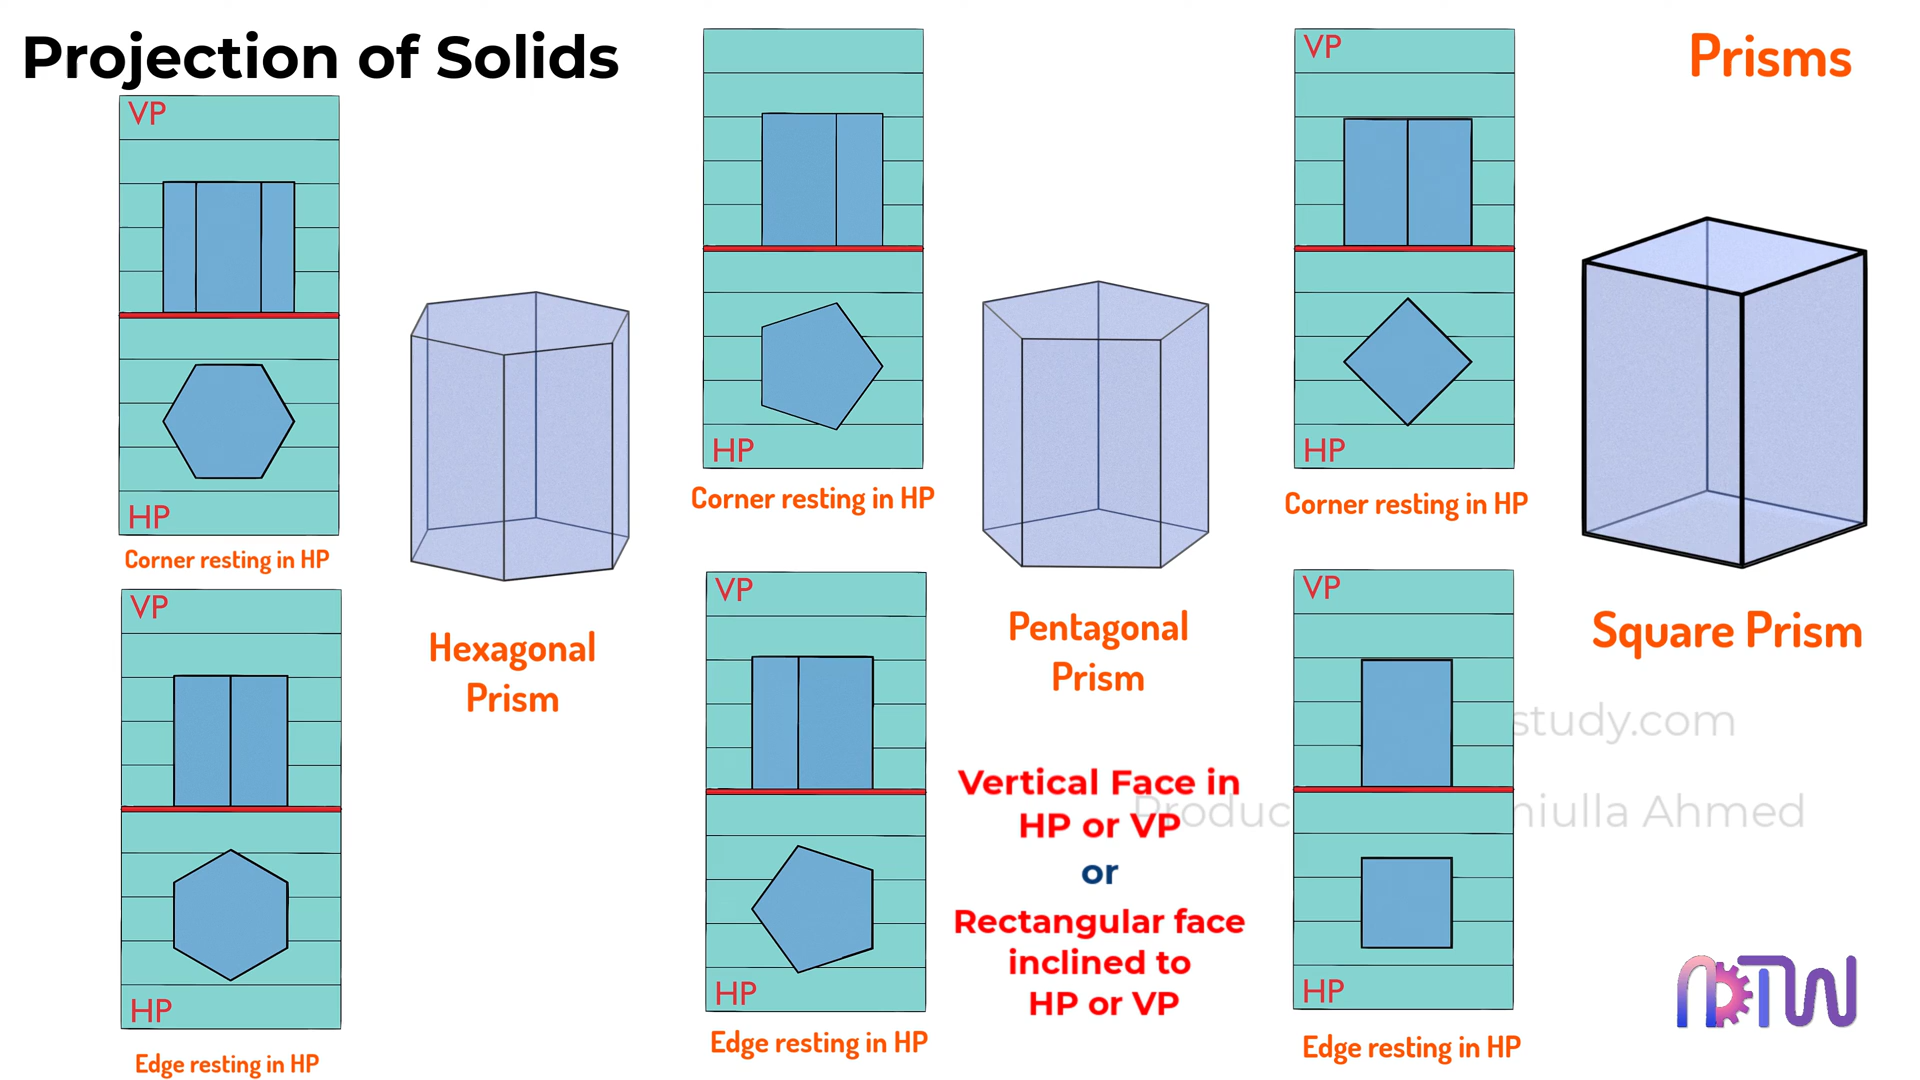 Projection of Solids
Prisms
VP
HP
Corner resting in HP
VP
HP
Edge resting in HP
Hexagonal
Prism
HP
Corner resting in HP
VP
HP
Edge resting in HP
Pentagonal
Prism
Vertical Face in
HP or VP
or
Rectangular face
inclined to
HP or VP
VP
HP
Corner resting in HP
VP
HP
Edge resting in HP
Square Prism
study.com
Ahmed